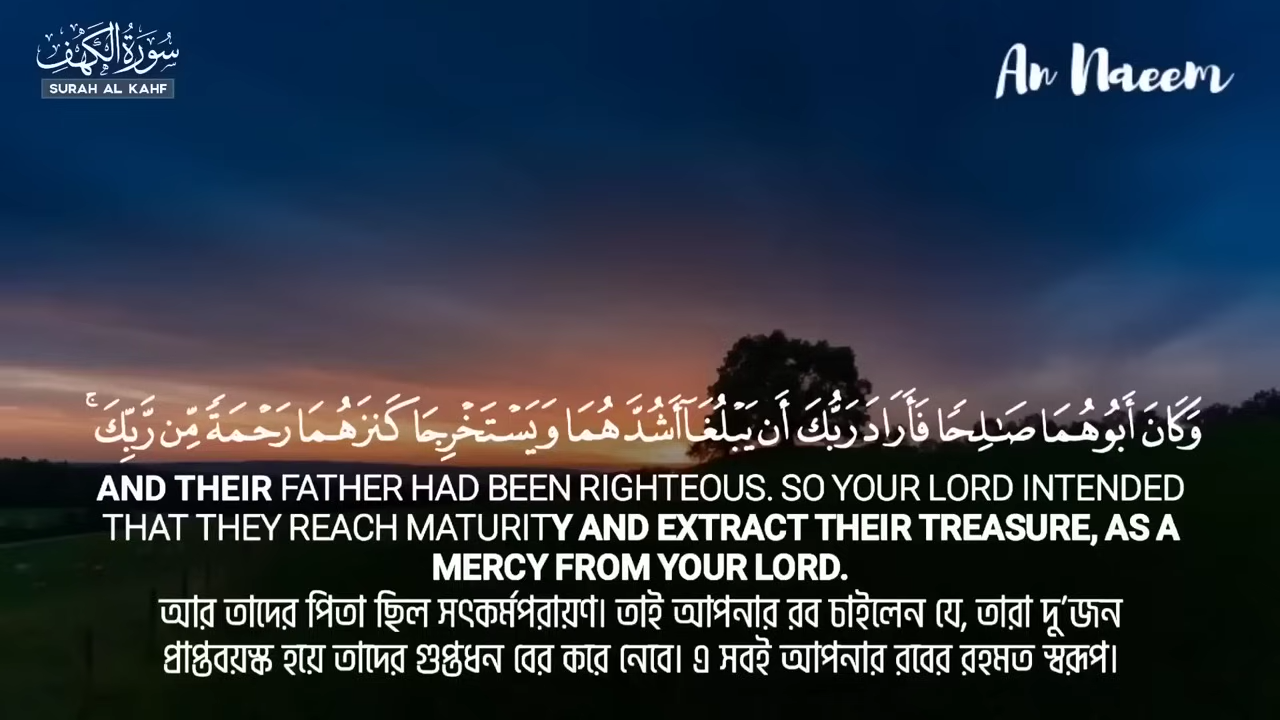 سُورَةُ الْكَهْفِ
SURAH AL KAHF
An Naeem
وَكَانَ أَبُوهُمَا صَـٰلِحًا فَأَرَادَ رَبُّكَ أَن يَبْلُغَآ أَشُدَّهُمَا وَيَسْتَخْرِجَا كَنزَهُمَا رَحْمَةً مِّن رَّبِّكَ ۚ
AND THEIR FATHER HAD BEEN RIGHTEOUS. SO YOUR LORD INTENDED
THAT THEY REACH MATURITY AND EXTRACT THEIR TREASURE, AS A
MERCY FROM YOUR LORD.
আর তাদের পিতা ছিল সৎকর্মপরায়ণ। তাই আপনার রব চাইলেন যে, তারা দু’জন
প্রাপ্তবয়স্ক হয়ে তাদের গুপ্তধন বের করে নেবে। এ সবই আপনার রবের রহমত স্বরূপ।